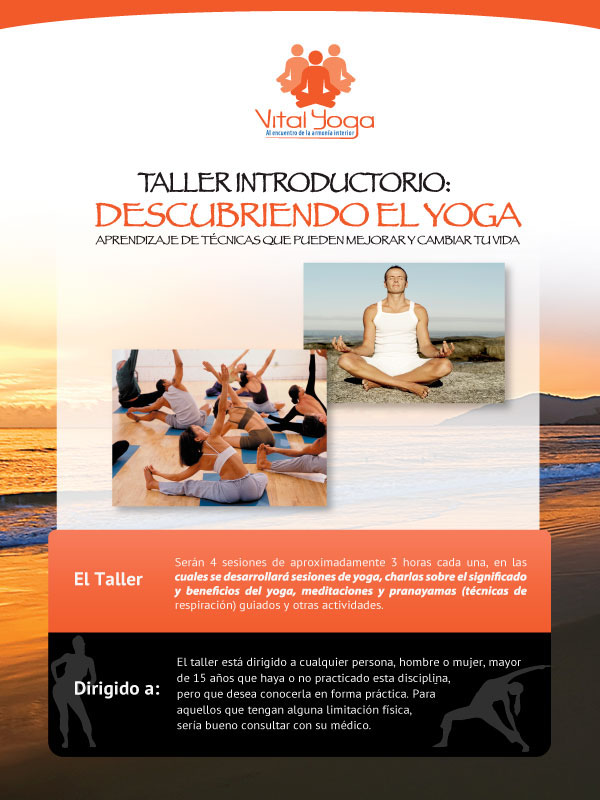 Vital Yoga
Al encuentro de la armonía interior
TALLER INTRODUCTORIO:
DESCUBRIENDO EL YOGA
APRENDIZAJE DE TÉCNICAS QUE PUEDEN MEJORAR Y CAMBIAR TU VIDA
El Taller
Serán 4 sesiones de aproximadamente 3 horas cada una, en las
cuales se desarrollará sesiones de yoga, charlas sobre el significado
y beneficios del yoga, meditaciones y pranayamas (técnicas de
respiración) guiados y otras actividades.
Dirigido a:
El taller está dirigido a cualquier persona, hombre o mujer, mayor
de 15 años que haya o no practicado esta disciplina,
pero que desea conocerla en forma práctica. Para
aquellos que tengan alguna limitación física,
sería bueno consultar con su médico.